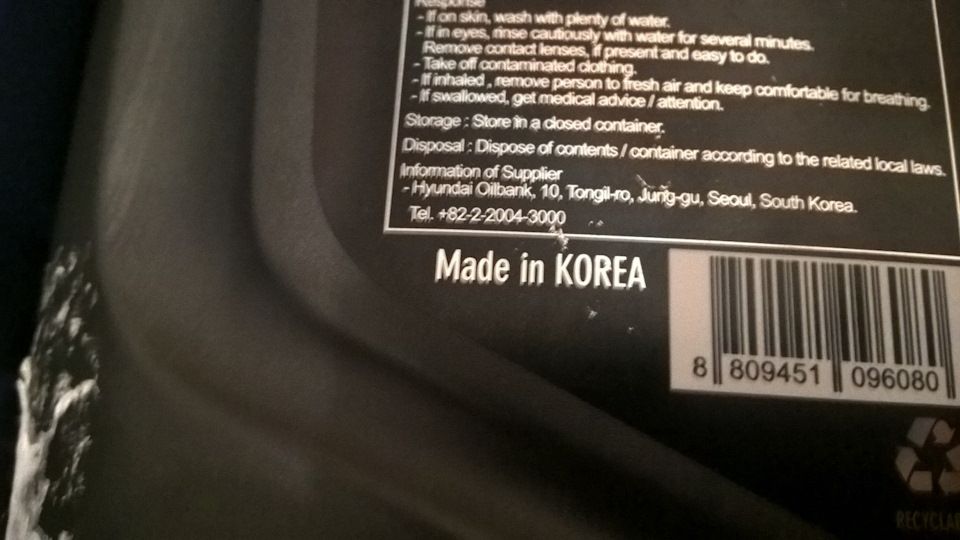 Response
- If on skin, wash with plenty of water.
- If in eyes, rinse cautiously with water for several minutes.
Remove contact lenses, if present and easy to do.
- Take off contaminated clothing.
- If inhaled , remove person to fresh air and keep comfortable for breathing.
- If swallowed, get medical advice / attention.
Storage : Store in a closed container.
Disposal : Dispose of contents / container according to the related local laws.
Information of Supplier
- Hyundai Oilbank, 10, Tongil-ro, Jung-gu, Seoul, South Korea.
Tel. +82-2-2004-3000
Made in KOREA
8 809451 096080